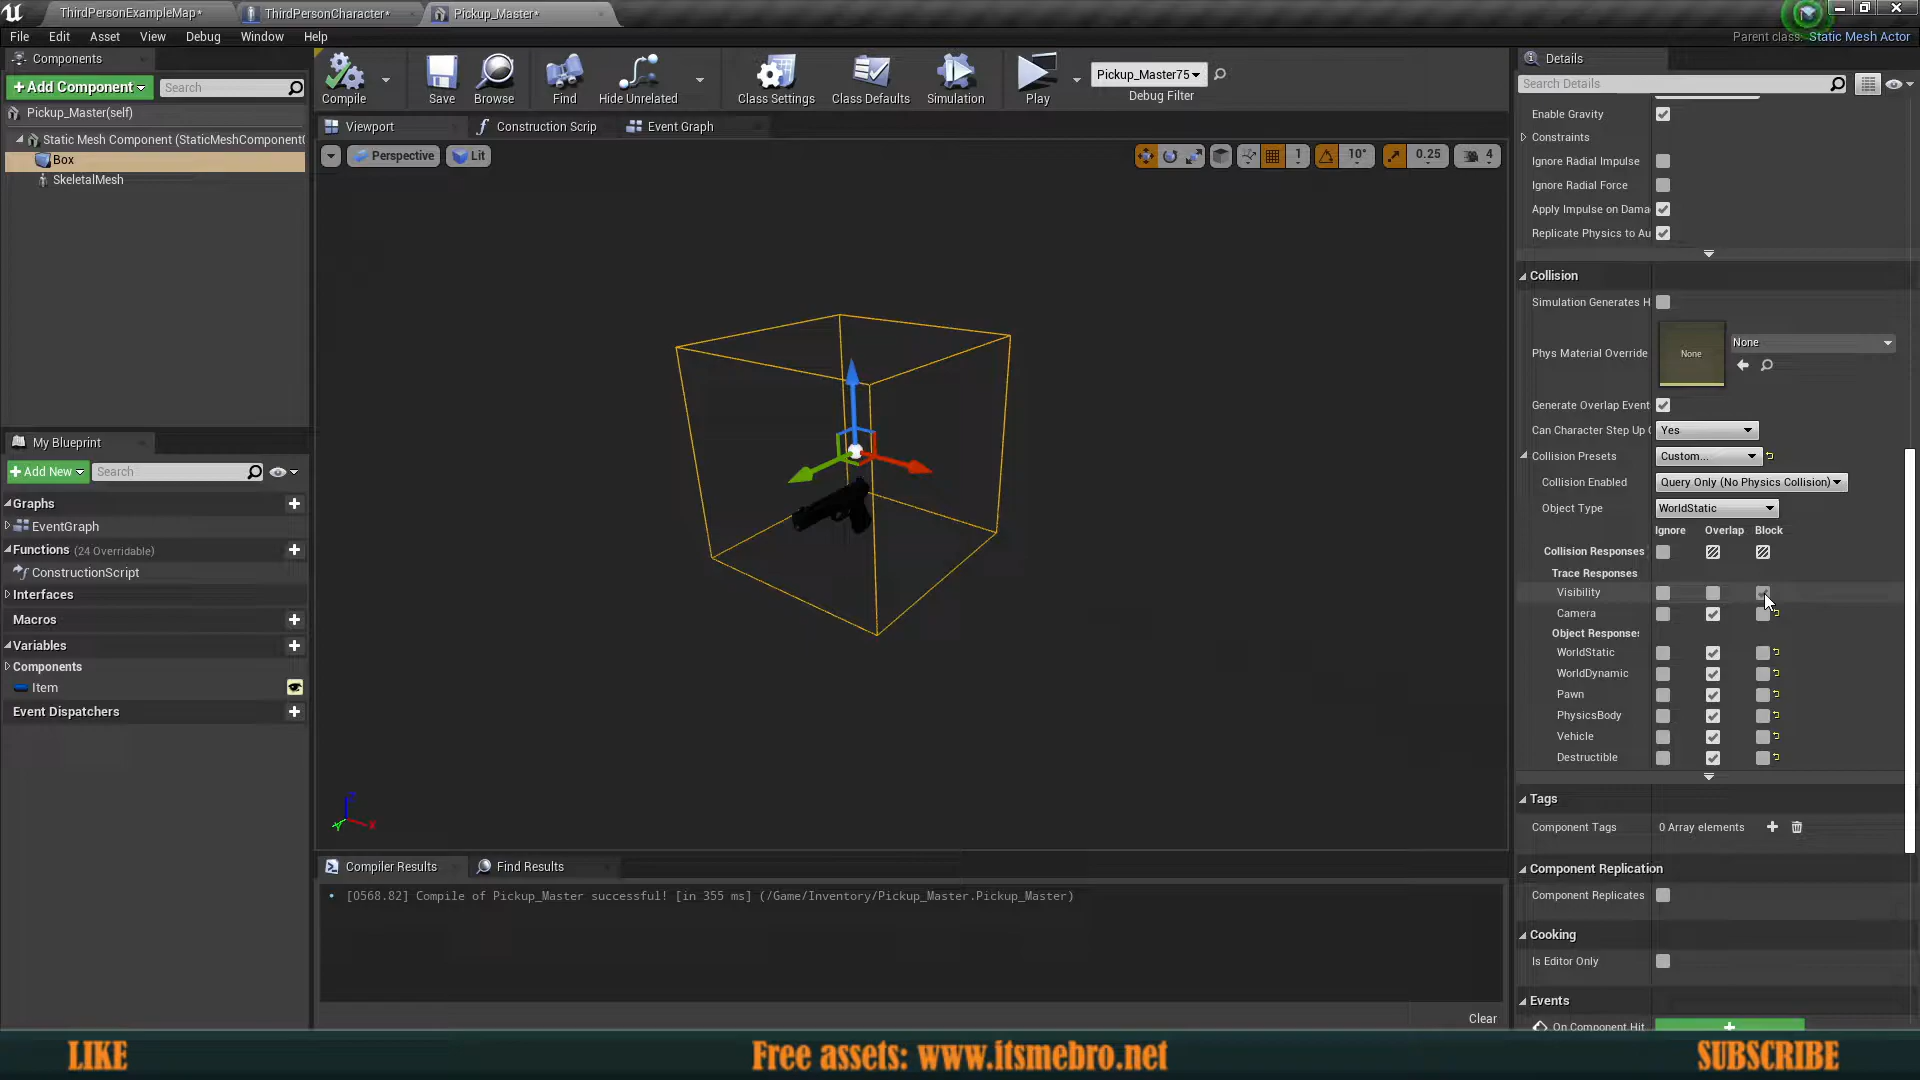 ThirdPersonExampleMap*
ThirdPersonCharacter*
Pickup_Master*
File
Edit
Asset
View
Debug
Window
Help
Parent class: Static Mesh Actor
Components
+Add Component
Search
Pickup_Master(self)
Static Mesh Component (StaticMeshComponent(
Box
SkeletalMesh
My Blueprint
+Add New
Search
Graphs
EventGraph
Functions (24 Overridable)
ConstructionScript
Interfaces
Macros
Variables
Components
Item
Event Dispatchers
Compile
Save
Browse
Find
Hide Unrelated
Class Settings
Class Defaults
Simulation
Play
Pickup_Master75
Debug Filter
Viewport
Construction Scrip
Event Graph
Perspective
Lit
1
10°
0.25
4
Z
X
Y
Compiler Results
Find Results
• [0568.82] Compile of Pickup_Master successful! [in 355 ms] (/Game/Inventory/Pickup_Master.Pickup_Master)
Clear
Details
Search Details
Enable Gravity
Constraints
Ignore Radial Impulse
Ignore Radial Force
Apply Impulse on Dama
Replicate Physics to Au
Collision
Simulation Generates H
Phys Material Override
None
None
Generate Overlap Event
Can Character Step Up (
Yes
Collision Presets
Custom...
Collision Enabled
Query Only (No Physics Collision)
Object Type
WorldStatic
Ignore
Overlap
Block
Collision Responses
Trace Responses
Visibility
Camera
Object Responses
WorldStatic
WorldDynamic
Pawn
PhysicsBody
Vehicle
Destructible
Tags
Component Tags
0 Array elements
Component Replication
Component Replicates
Cooking
Is Editor Only
Events
On Component Hit
LIKE
Free assets: www.itsmebro.net
SUBSCRIBE